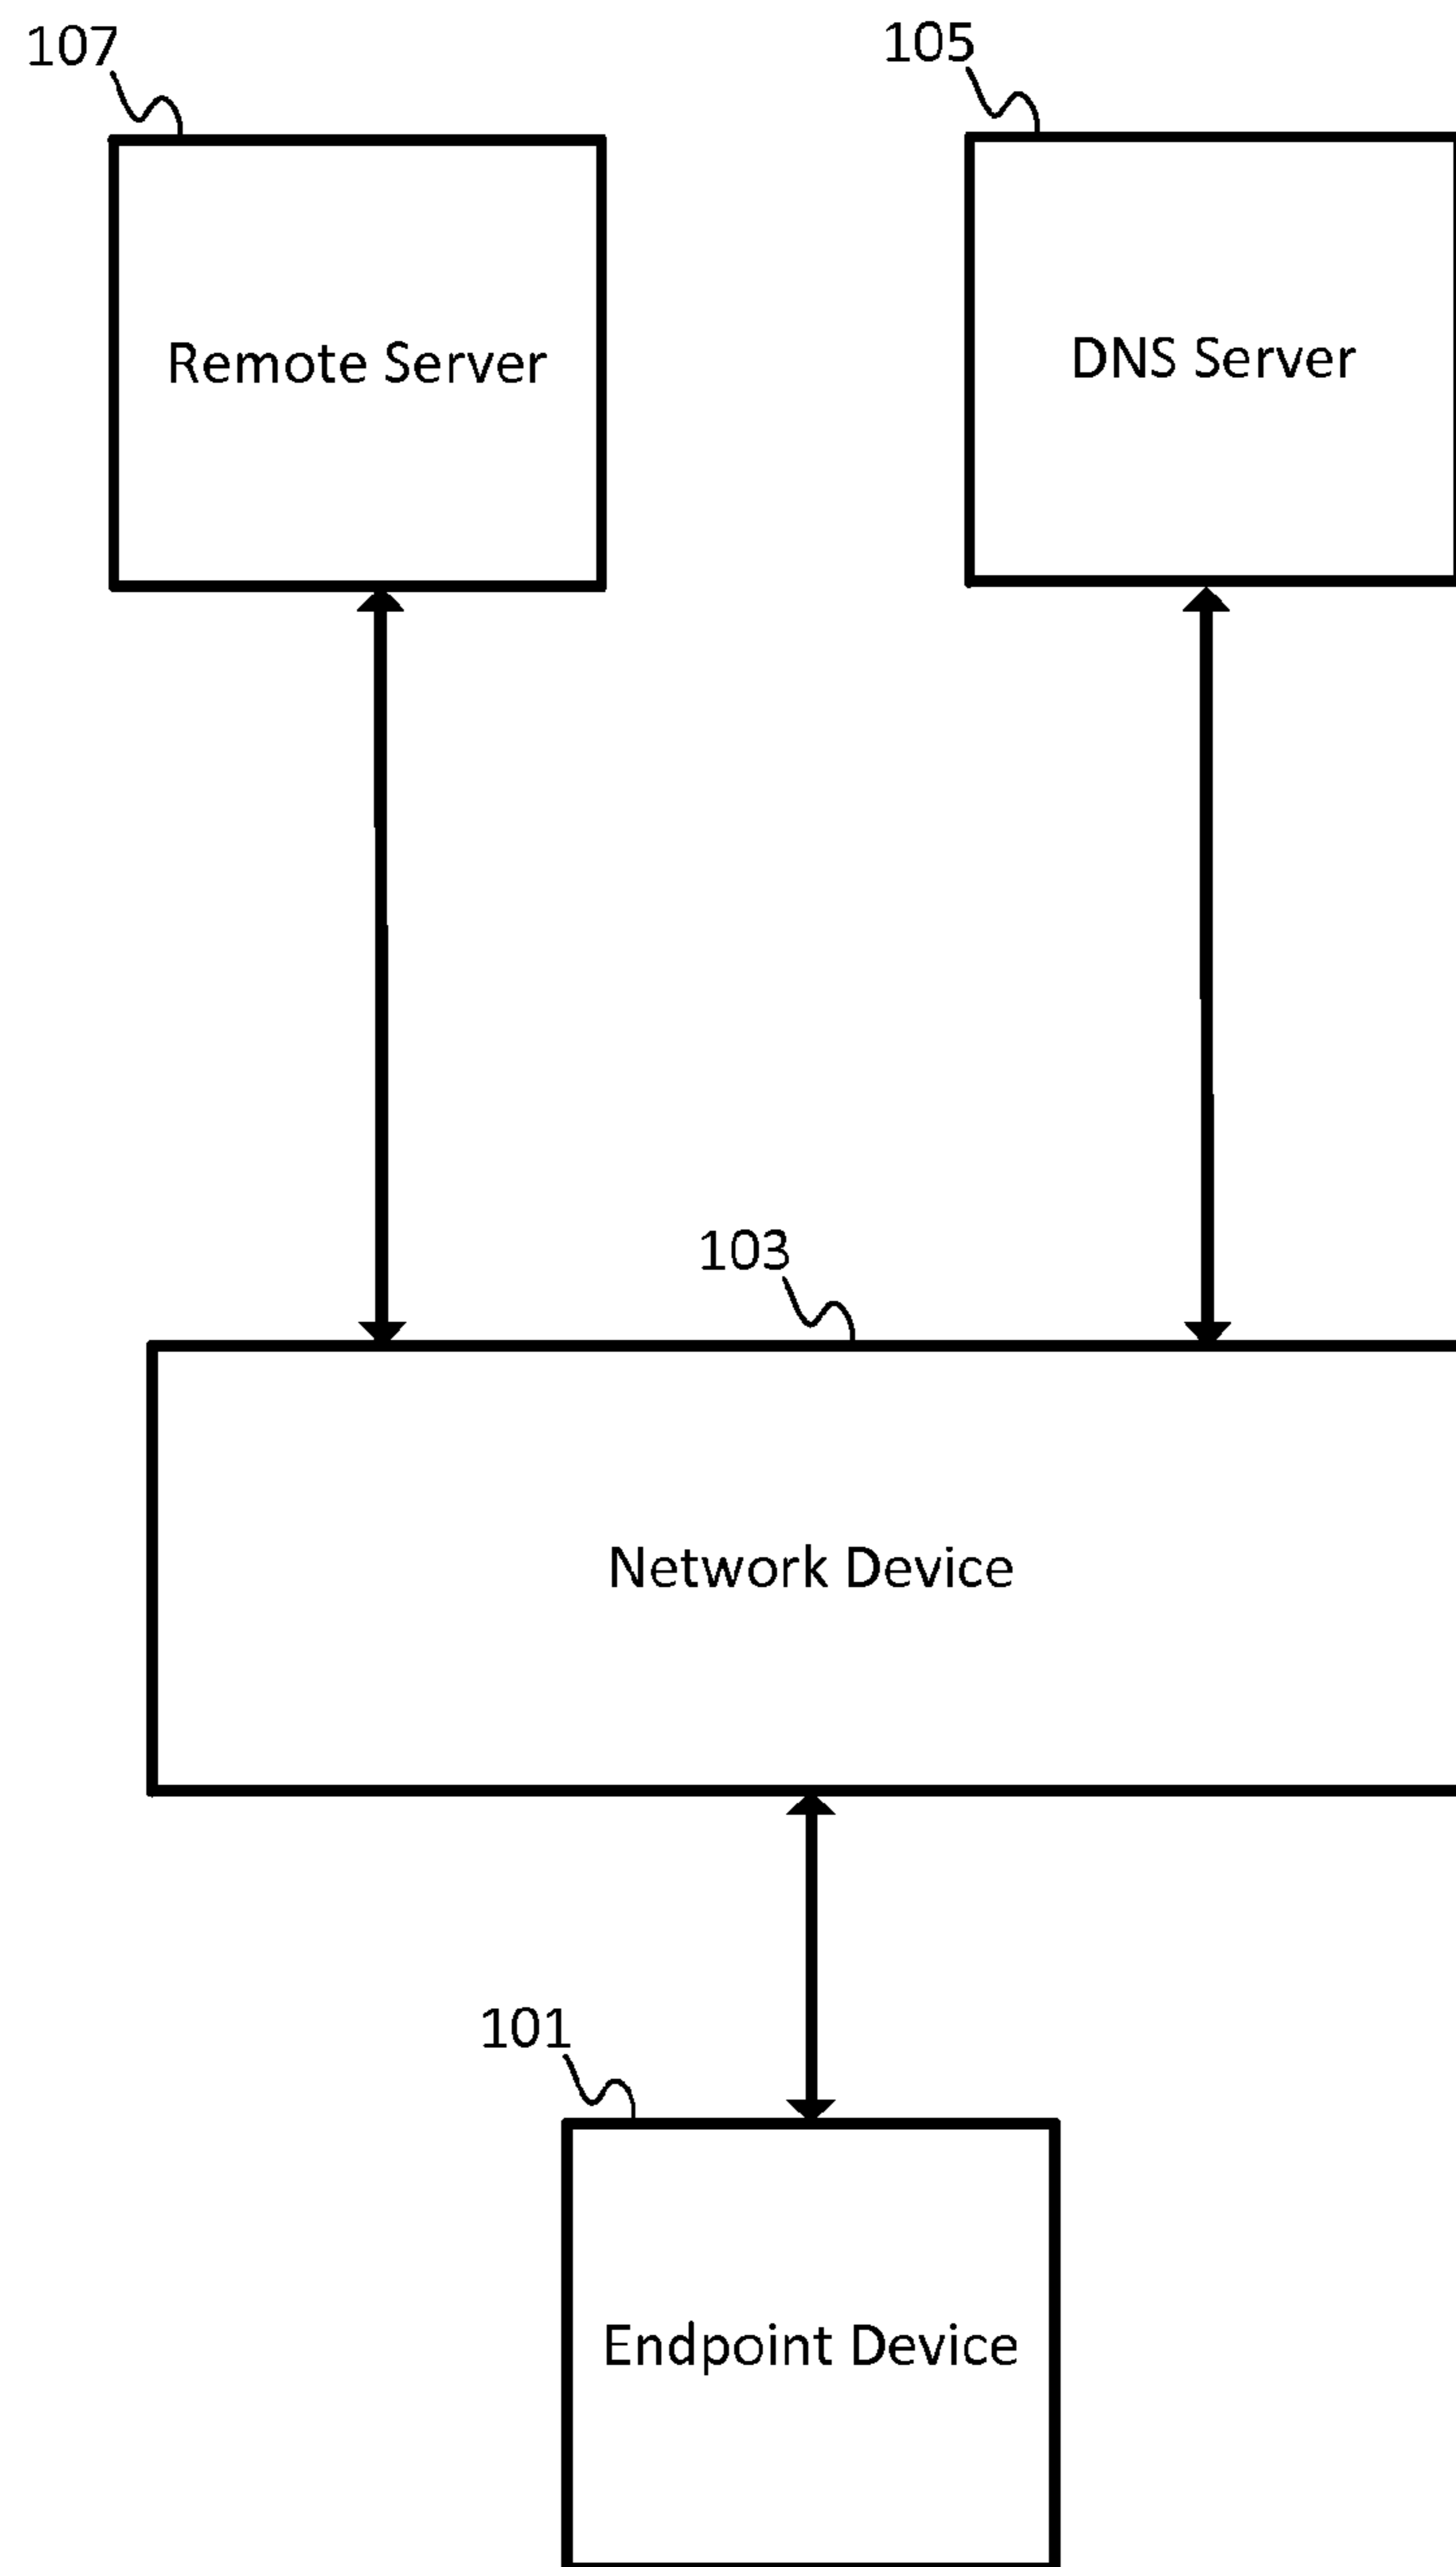 107
105
Remote Server
DNS Server
103
Network Device
101
Endpoint Device